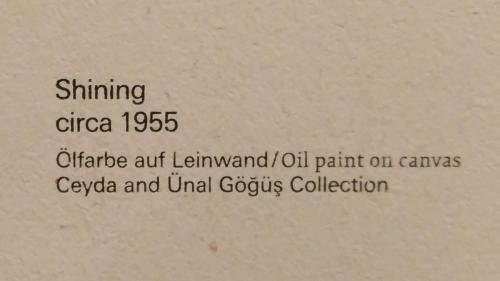 Shining
circa 1955
Ölfarbe auf Leinwand/Oil paint on canvas
Ceyda and Ünal Göğüş Collection